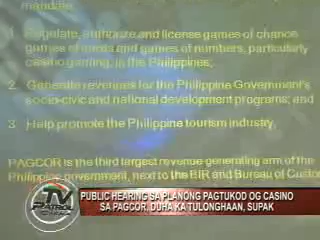 mandate:
1. Regulate, authorize and license games of chance
games of cards and games of numbers, particularly
casino gaming, in the Philippines;
2. Generate revenues for the Philippine Government's
socio-civic and national development programs; and
3. Help promote the Philippine tourism industry.
PAGCOR is the third largest revenue generating arm of the
Philippine government, next to the BIR and Bureau of Custom
TV
PATROL
PUBLIC HEARING SA PLANONG PAGTUKOD OG CASINO
SA PAGCOR, DUHA KA TULONGHAAN, SUPAK